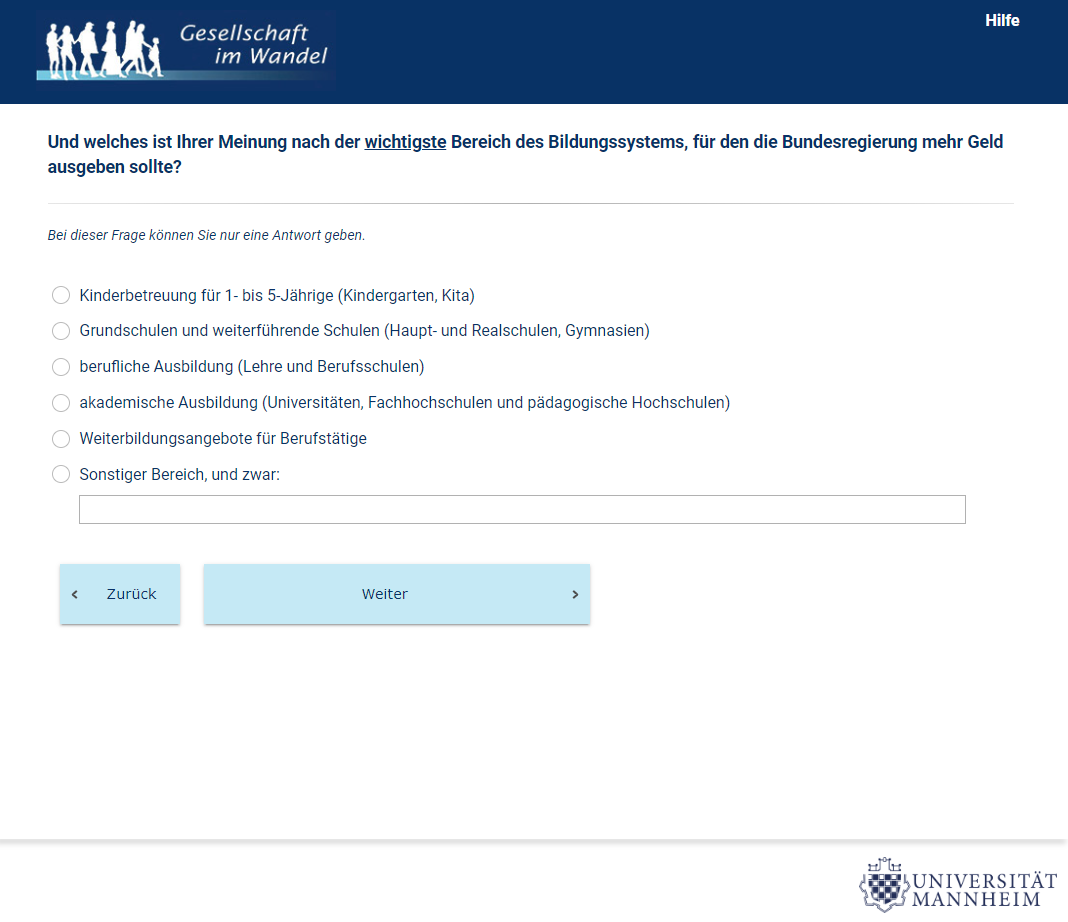 Gesellschaft
im Wandel
Hilfe
Und welches ist Ihrer Meinung nach der wichtigste Bereich des Bildungssystems, für den die Bundesregierung mehr Geld
ausgeben sollte?
Bei dieser Frage können Sie nur eine Antwort geben.
Kinderbetreuung für 1- bis 5-Jährige (Kindergarten, Kita)
Grundschulen und weiterführende Schulen (Haupt- und Realschulen, Gymnasien)
berufliche Ausbildung (Lehre und Berufsschulen)
akademische Ausbildung (Universitäten, Fachhochschulen und pädagogische Hochschulen)
Weiterbildungsangebote für Berufstätige
Sonstiger Bereich, und zwar:
Zurück
Weiter
UNIVERSITÄT
MANNHEIM